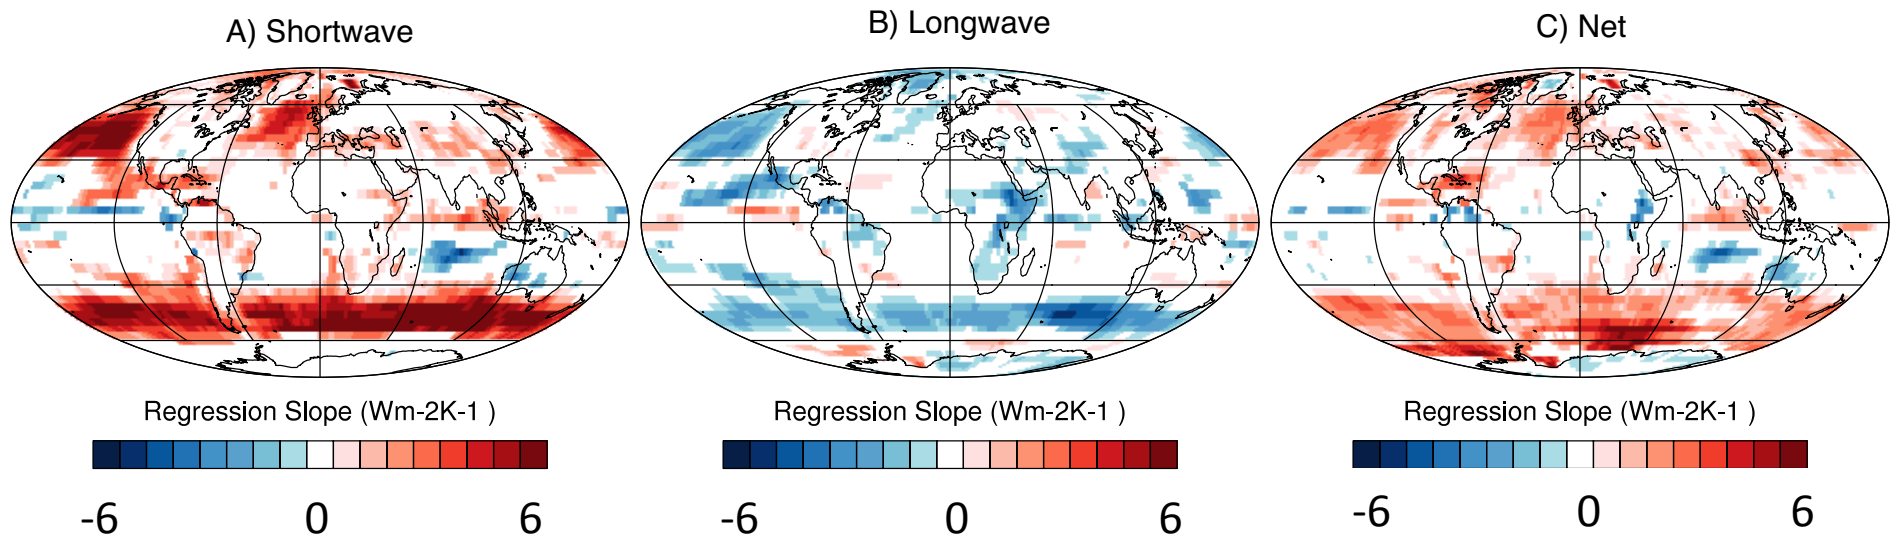 A) Shortwave
B) Longwave
C) Net
Regression Slope (Wm-2K-1 )
Regression Slope (Wm-2K-1 )
Regression Slope (Wm-2K-1 )
-6 0 6
-6 0 6
-6 0 6